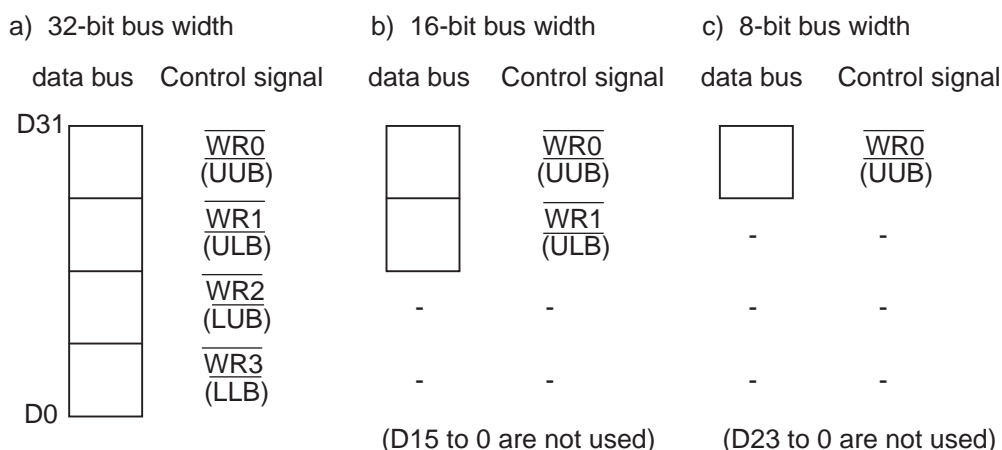 a) 32-bit bus width b) 16-bit bus width c) 8-bit bus width
data bus Control signal data bus Control signal data bus Control signal
D31
WR0 WR0 WR0
(UUB) (UUB) (UUB)
WR1 WR1 - -
(ULB) (ULB)
WR2 - - - -
(LUB)
WR3 - - - -
(LLB)
D0
(D15 to 0 are not used) (D23 to 0 are not used)